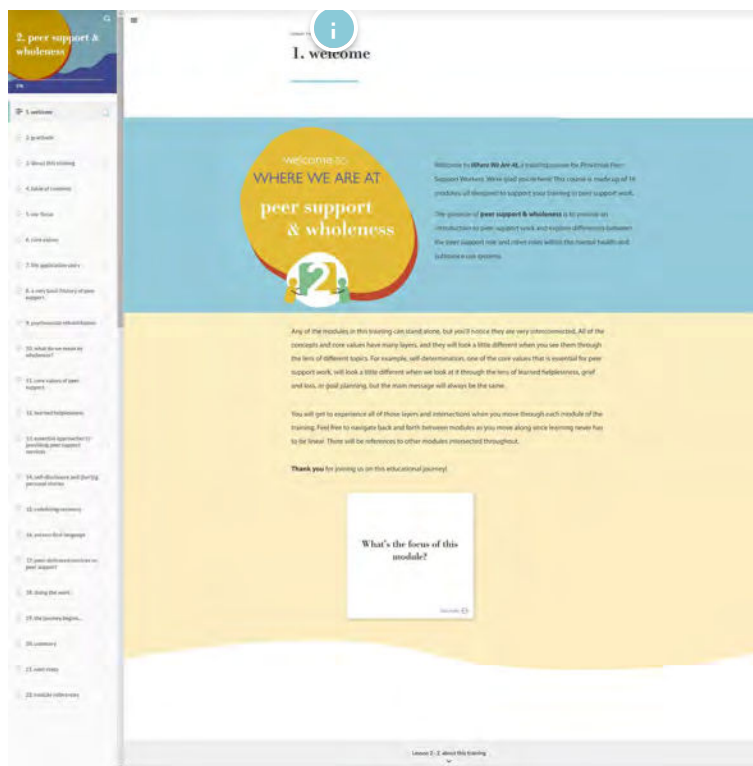 2. peer support &
wholeness
1. welcome
2. gratitude
3. about this training
4. table of contents
5. our focus
6. core values
7. the application story
8. a very basic history of peer
support
9. psychosocial rehabilitation
10. what do we mean by
wholeness?
11. core values of peer
support
12. learned helplessness
13. essential approaches to
providing peer support
services
14. self-disclosure and sharing
personal stories
15. redefining recovery
16. person-first language
17.
peer support
18. doing the work
19. the journey begins...
20. summary
21. next steps
22. module references
i
1. welcome
welcome to
WHERE WE ARE AT
peer support
& wholeness
2
Welcome to Where We Are At, a training course for Provincial Peer
Support Workers. We're glad you're here! This course is made up of 16
modules all designed to support your training in peer support work.
The purpose of peer support & wholeness is to provide an
introduction to peer support work and explore differences between
the peer support role and other roles within the mental health and
substance use systems.
Any of the modules in this training can stand alone, but you'll notice they are very interconnected. All of the
concepts and core values have many layers, and they will look a little different when you see them through
the lens of different topics. For example, self-determination, one of the core values that is essential for peer
support work, will look a little different when we look at it through the lens of learned helplessness, grief
and loss, or goal planning, but the main message will always be the same.
You will get to experience all of those layers and intersections when you move through each module of the
training. Feel free to navigate back and forth between modules as you move along since learning never has
to be linear. There will be references to other modules intersected throughout.
Thank you for joining us on this educational journey!
What's the focus of this
module?
Lesson 2 - 2. about this training